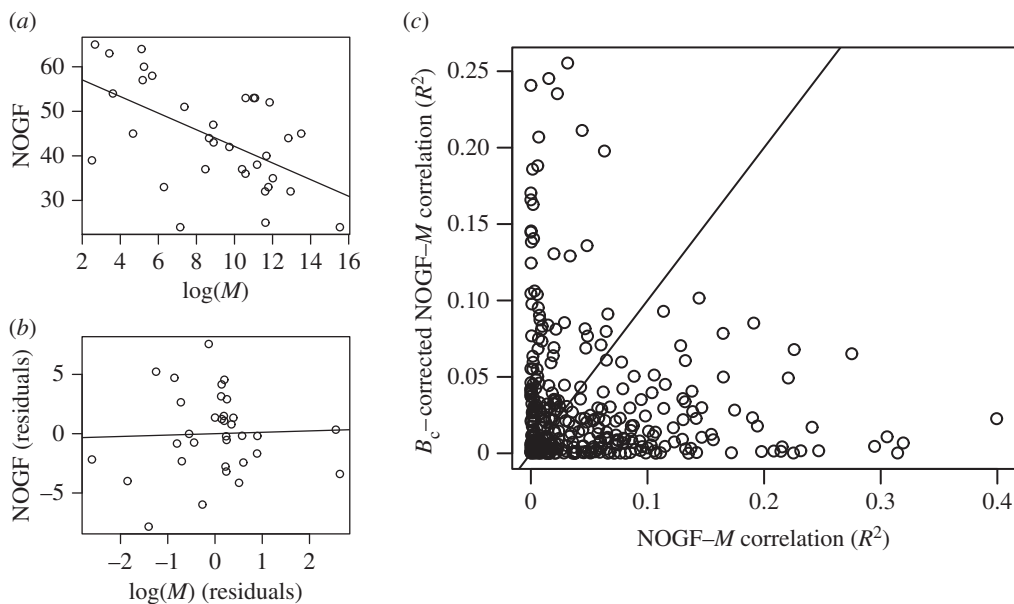 (a)
60
50
40
30
NOGF
2 4 6 8 10 12 14 16
log(M)
(b)
5
0
−5
NOGF (residuals)
−2 −1 0 1 2
log(M) (residuals)
(c)
0.25
0.20
0.15
0.10
0.05
0
Bc−corrected NOGF–M correlation (R2)
0 0.1 0.2 0.3 0.4
NOGF–M correlation (R2)